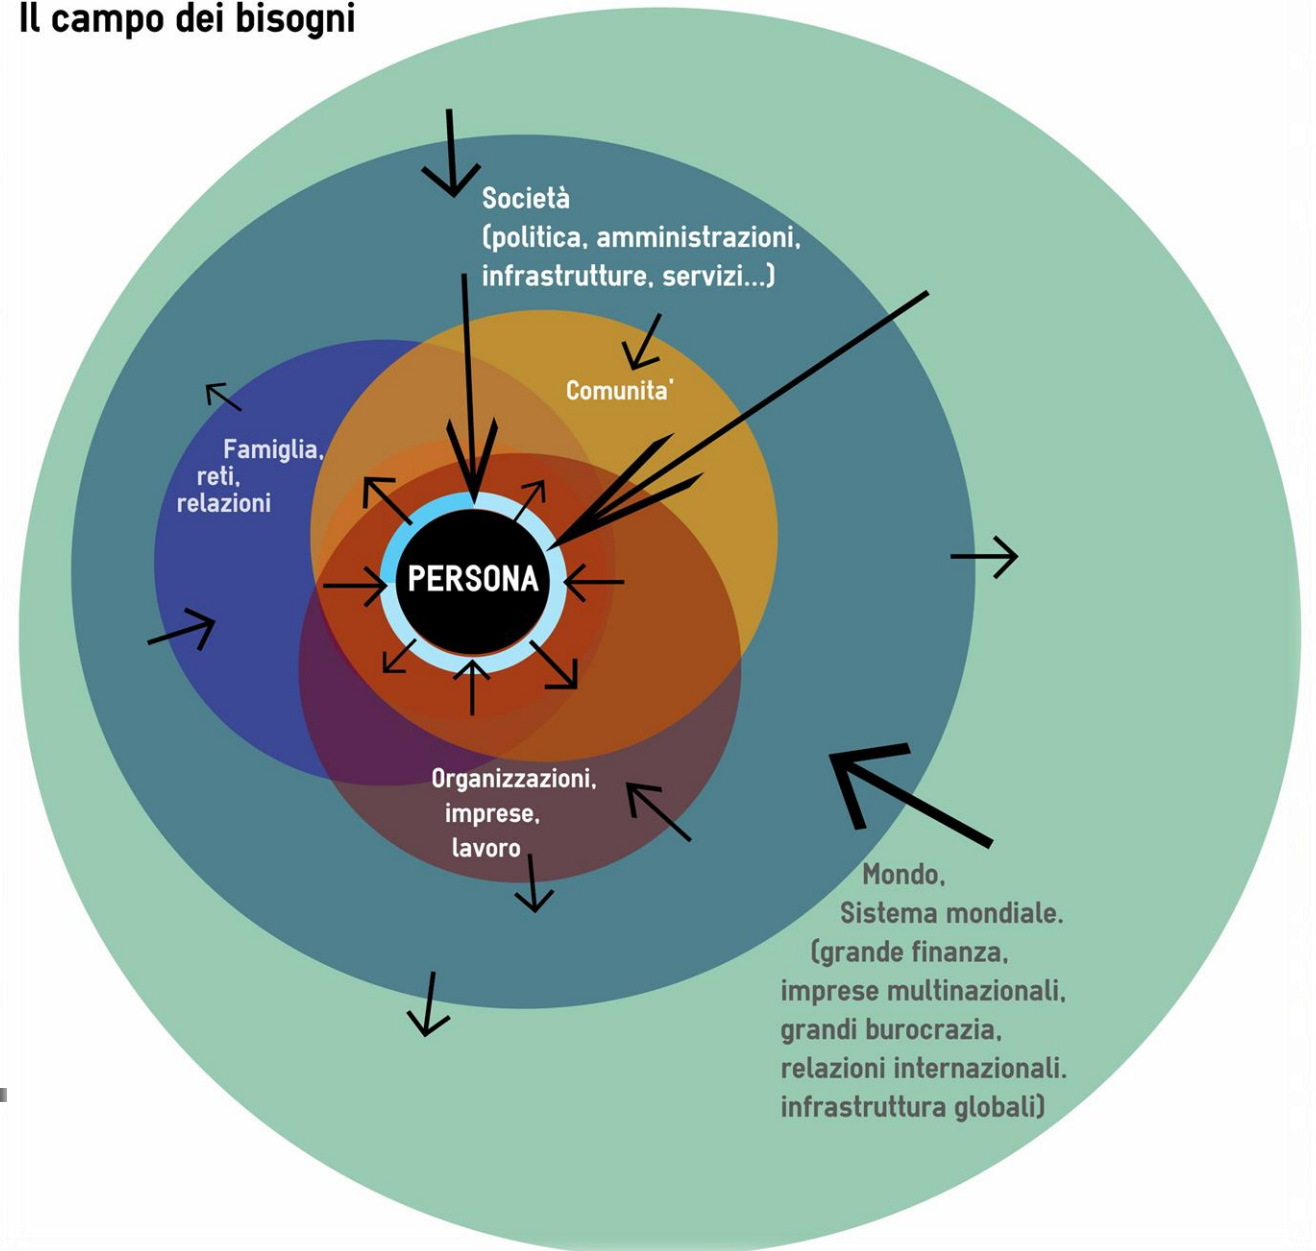 Il campo dei bisogni
Società
(politica, amministrazioni,
infrastrutture, servizi...)
Comunita'
Famiglia,
reti,
relazioni
PERSONA
Organizzazioni,
imprese,
lavoro
Mondo,
Sistema mondiale.
(grande finanza,
imprese multinazionali,
grandi burocrazia,
relazioni internazionali.
infrastruttura globali)